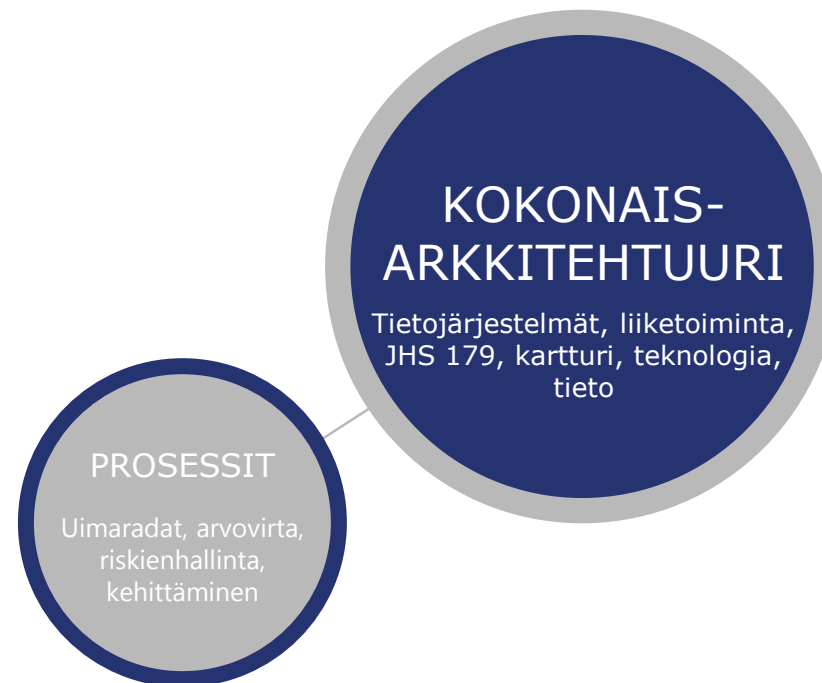 KOKONAIS-
ARKKITEHTUURI
Tietojärjestelmät, liiketoiminta,
JHS 179, kartturi, teknologia,
tieto
PROSESSIT
Uimaradat, arvovirta,
riskienhallinta,
kehittäminen